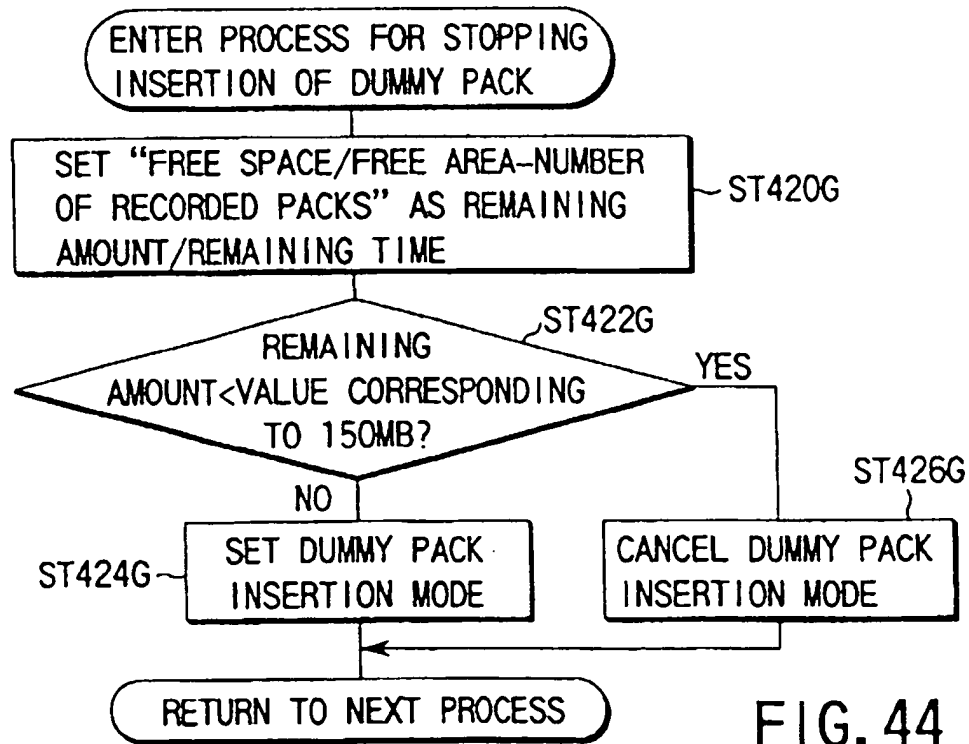 ENTER PROCESS FOR STOPPING
INSERTION OF DUMMY PACK
SET “FREE SPACE/FREE AREA-NUMBER
OF RECORDED PACKS” AS REMAINING
AMOUNT/REMAINING TIME
ST420G
ST422G
REMAINING
AMOUNT<VALUE CORRESPONDING
TO 150MB?
YES
NO
ST426G
ST424G
SET DUMMY PACK
INSERTION MODE
CANCEL DUMMY PACK
INSERTION MODE
RETURN TO NEXT PROCESS
FIG. 44